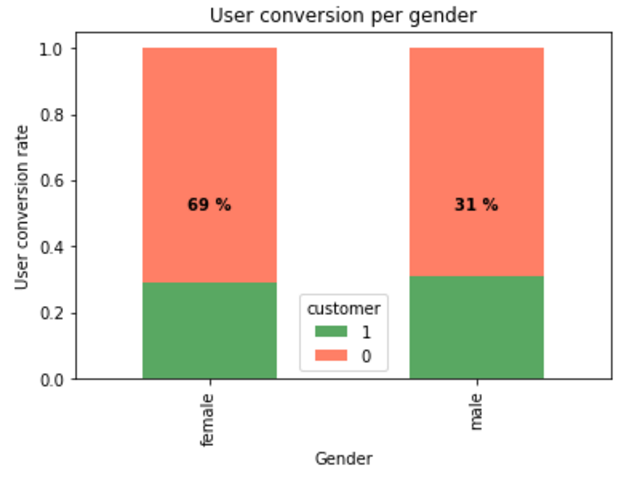 User conversion per gender
User conversion rate
1.0
0.8
0.6
0.4
0.2
0.0
69 %
31 %
customer
1
0
female
male
Gender